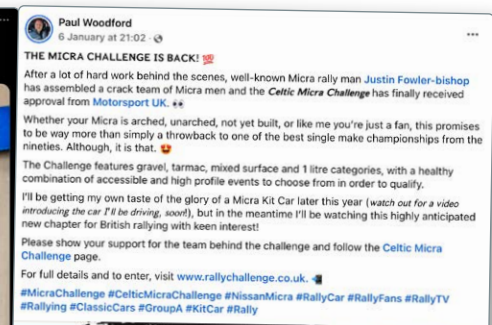 Paul Woodford
6 January at 21:02 ·
THE MICRA CHALLENGE IS BACK! 💯
After a lot of hard work behind the scenes, well-known Micra rally man Justin Fowler-bishop
has assembled a crack team of Micra men and the Celtic Micra Challenge has finally received
approval from Motorsport UK. 👀
Whether your Micra is arched, unarched, not yet built, or like me you're just a fan, this promises
to be way more than simply a throwback to one of the best single make championships from the
nineties. Although, it is that. 😍
The Challenge features gravel, tarmac, mixed surface and 1 litre categories, with a healthy
combination of accessible and high profile events to choose from in order to qualify.
I'll be getting my own taste of the glory of a Micra Kit Car later this year (watch out for a video
introducing the car I'll be driving, soon!), but in the meantime I'll be watching this highly anticipated
new chapter for British rallying with keen interest!
Please show your support for the team behind the challenge and follow the Celtic Micra
Challenge page.
For full details and to enter, visit www.rallychallenge.co.uk. 📲
#MicraChallenge #CelticMicraChallenge #NissanMicra #RallyCar #RallyFans #RallyTV
#Rallying #ClassicCars #GroupA #KitCar #Rally